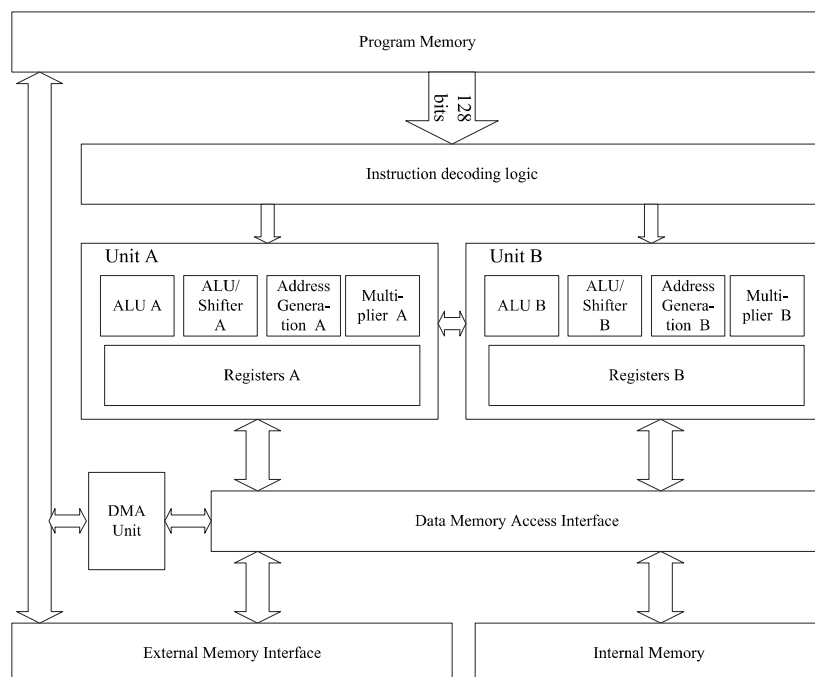 Program Memory
128
bits
Instruction decoding logic
Unit A
Unit B
ALU A
ALU/
Shifter
A
Address
Genera-
tion A
Multi-
plier A
ALU B
ALU/
Shifter
B
Address
Genera-
tion B
Multi-
plier B
Registers A
Registers B
DMA
Unit
Data Memory Access Interface
External Memory Interface
Internal Memory